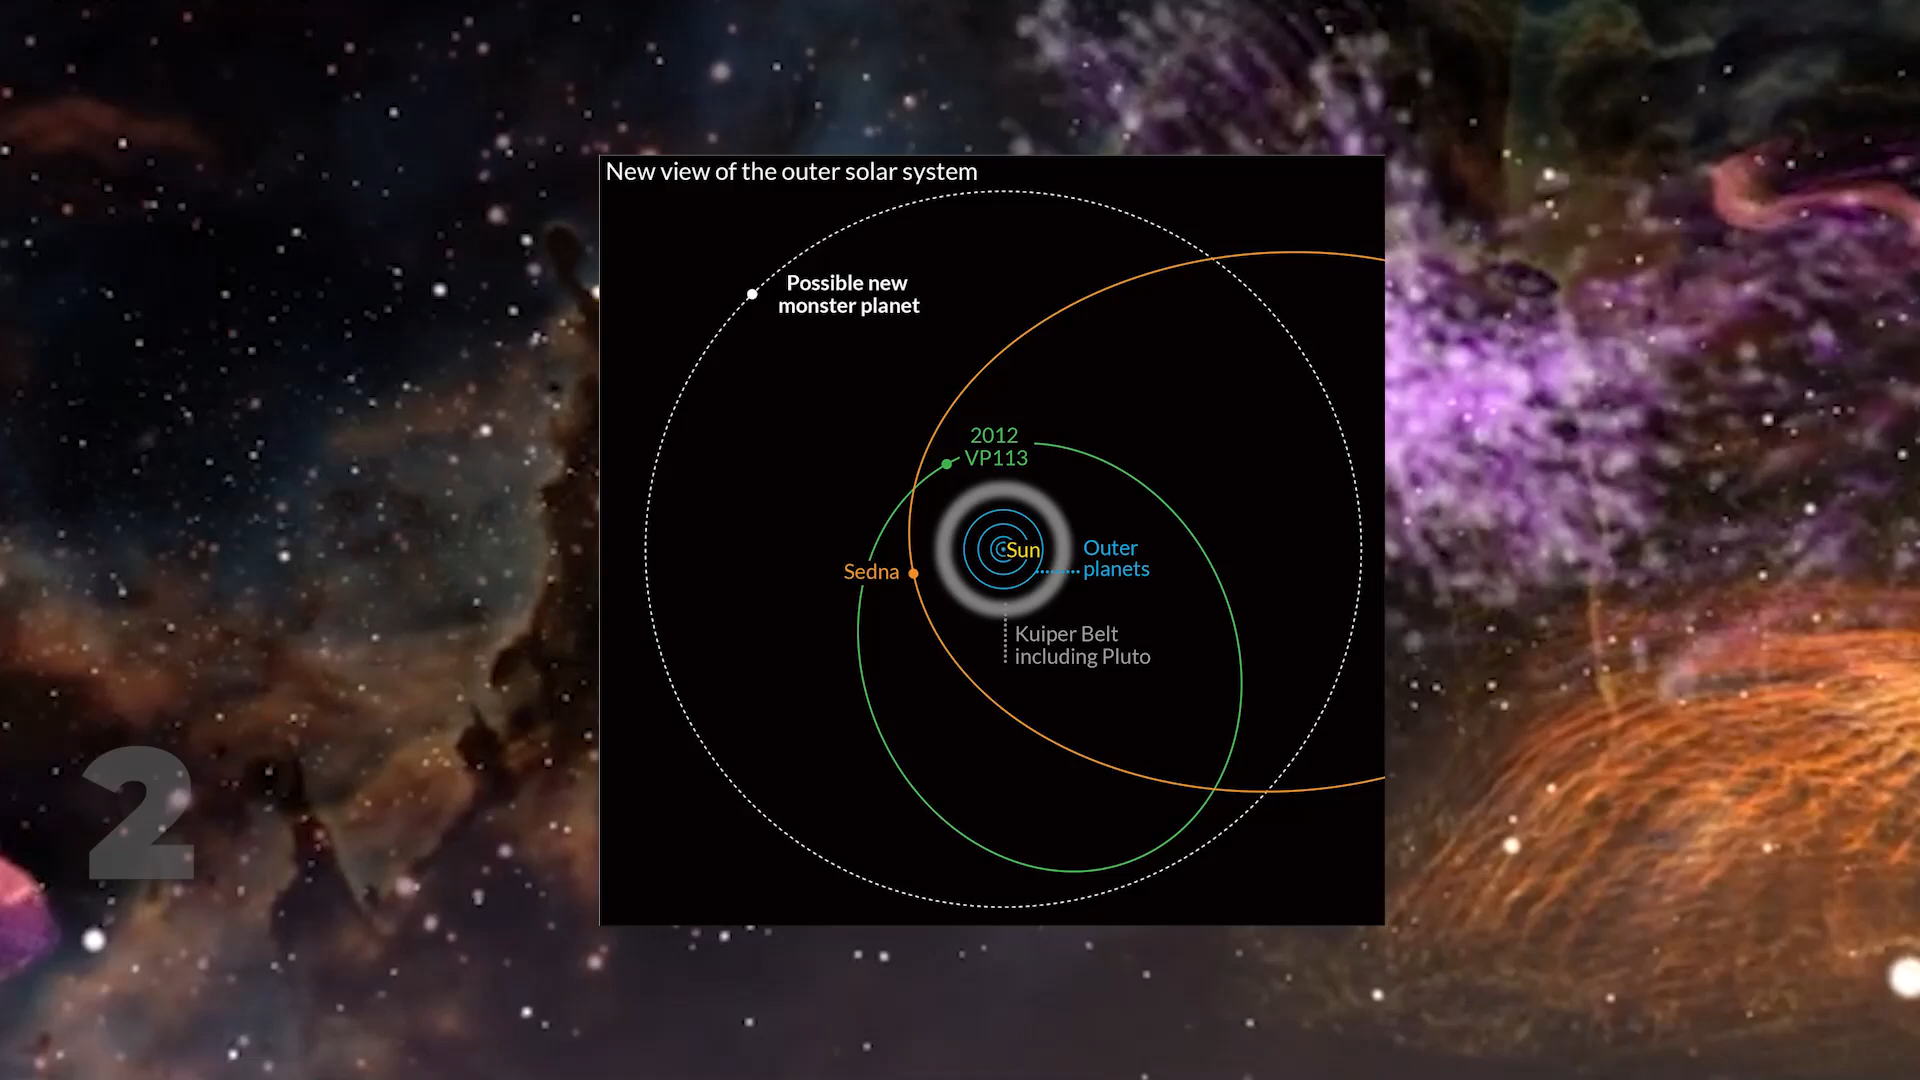 New view of the outer solar system
Possible new
monster planet
2012
VP113
Sun
Outer
planets
Sedna
Kuiper Belt
including Pluto
2